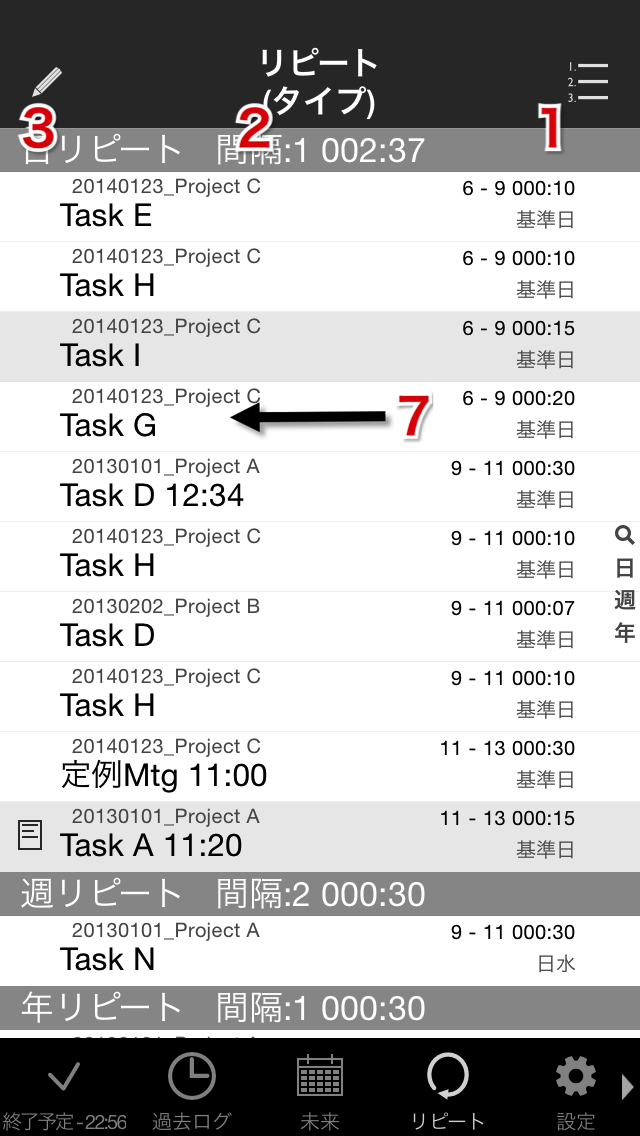 リピート
(タイプ)
1.
2.
3.
3
2
1
日リピート 間隔:1 002:37
20140123_Project C
6 - 9 000:10
Task E
基準日
20140123_Project C
6 - 9 000:10
Task H
基準日
20140123_Project C
6 - 9 000:15
Task I
基準日
20140123_Project C
6 - 9 000:20
Task G
基準日
7
20130101_Project A
9 - 11 000:30
Task D 12:34
基準日
20140123_Project C
9 - 11 000:10
Task H
基準日
20130202_Project B
9 - 11 000:07
Task D
基準日
20140123_Project C
9 - 11 000:10
Task H
基準日
20140123_Project C
11 - 13 000:30
定例Mtg 11:00
基準日
20130101_Project A
11 - 13 000:15
Task A 11:20
基準日
日
週
年
週リピート 間隔:2 000:30
20130101_Project A
9 - 11 000:30
Task N
日水
年リピート 間隔:1 000:30
終了予定-22:56
過去ログ
未来
リピート
設定